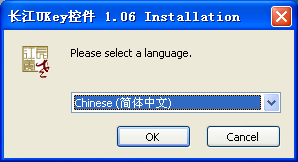 长江UKey控件 1.06 Installation
Please select a language.
Chinese (简体中文)
OK
Cancel